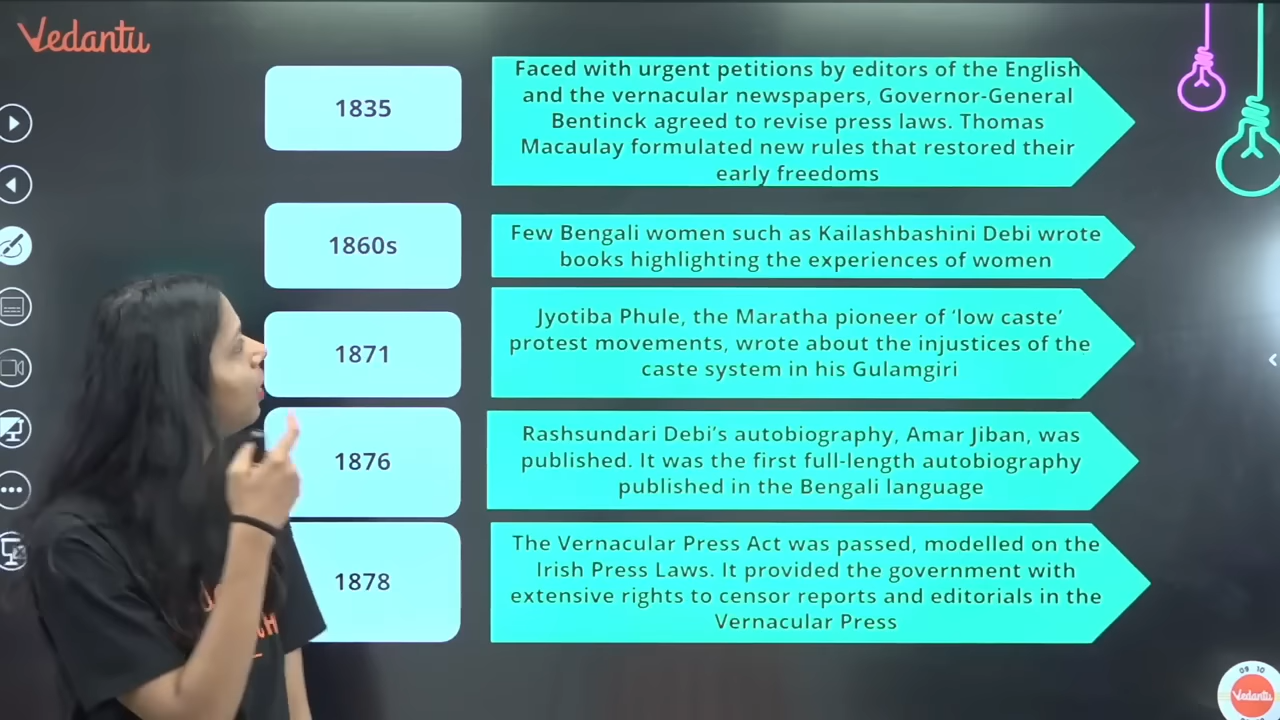 Vedantu
1835
Faced with urgent petitions by editors of the English
and the vernacular newspapers, Governor-General
Bentinck agreed to revise press laws. Thomas
Macaulay formulated new rules that restored their
early freedoms
1860s
Few Bengali women such as Kailashbashini Debi wrote
books highlighting the experiences of women
1871
Jyotiba Phule, the Maratha pioneer of ‘low caste’
protest movements, wrote about the injustices of the
caste system in his Gulamgiri
1876
Rashsundari Debi’s autobiography, Amar Jiban, was
published. It was the first full-length autobiography
published in the Bengali language
1878
The Vernacular Press Act was passed, modelled on the
Irish Press Laws. It provided the government with
extensive rights to censor reports and editorials in the
Vernacular Press
09 10
Vedantu